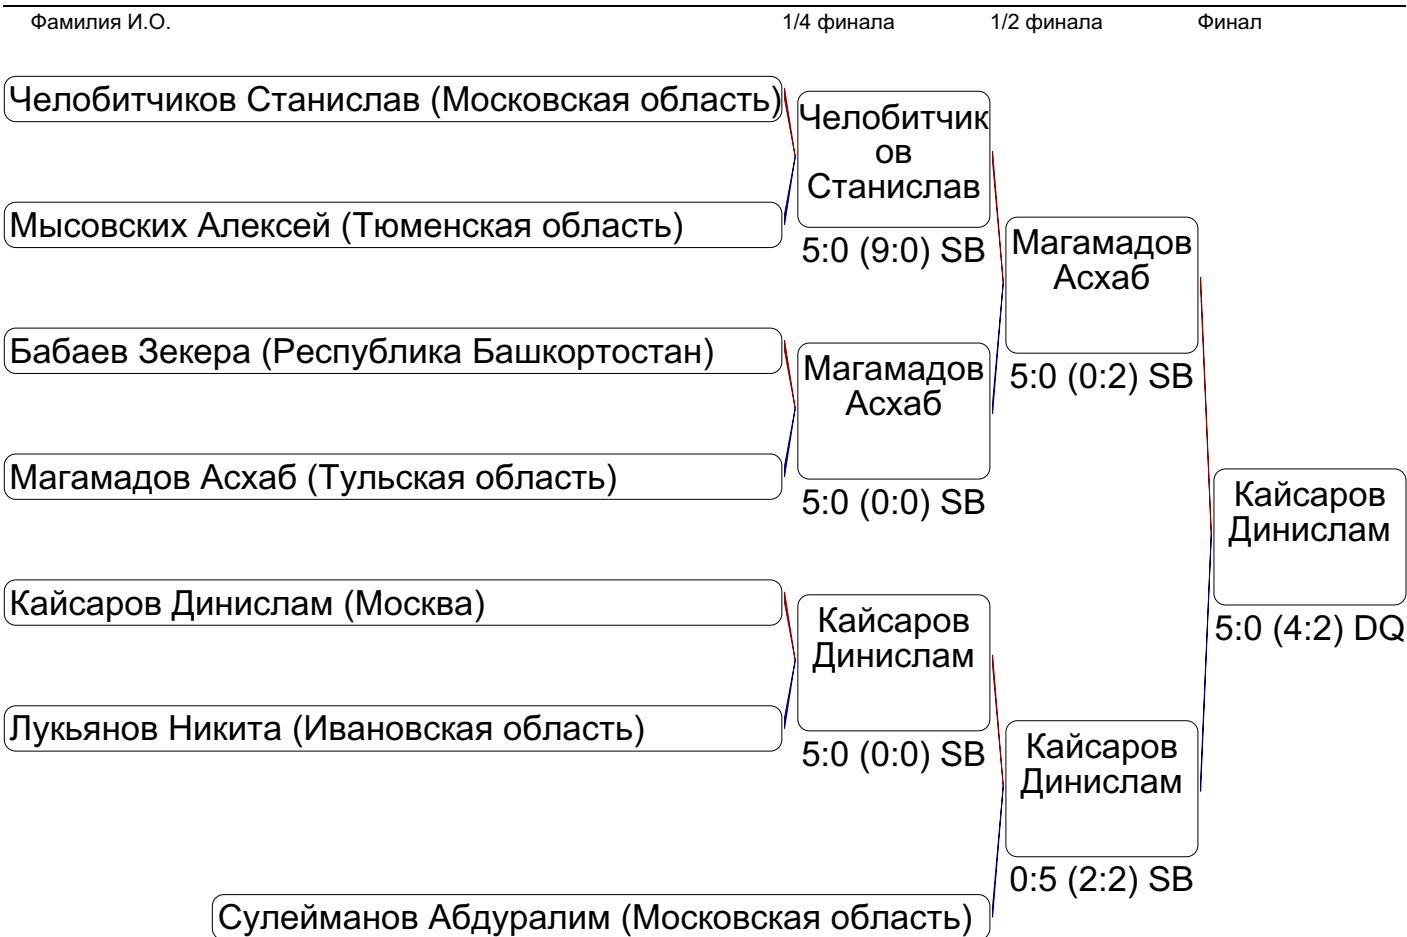 Фамилия И.О. 1/4 финала 1/2 финала Финал
Челобитчиков Станислав (Московская область)
Челобитчик
ов
Станислав
Мысовских Алексей (Тюменская область)
5:0 (9:0) SB
Магамадов
Асхаб
Бабаев Зекера (Республика Башкортостан)
Магамадов
Асхаб
5:0 (0:2) SB
Магамадов Асхаб (Тульская область)
5:0 (0:0) SB
Кайсаров
Динислам
Кайсаров Динислам (Москва)
Кайсаров
Динислам
5:0 (4:2) DQ
Лукьянов Никита (Ивановская область)
5:0 (0:0) SB
Кайсаров
Динислам
0:5 (2:2) SB
Сулейманов Абдуралим (Московская область)